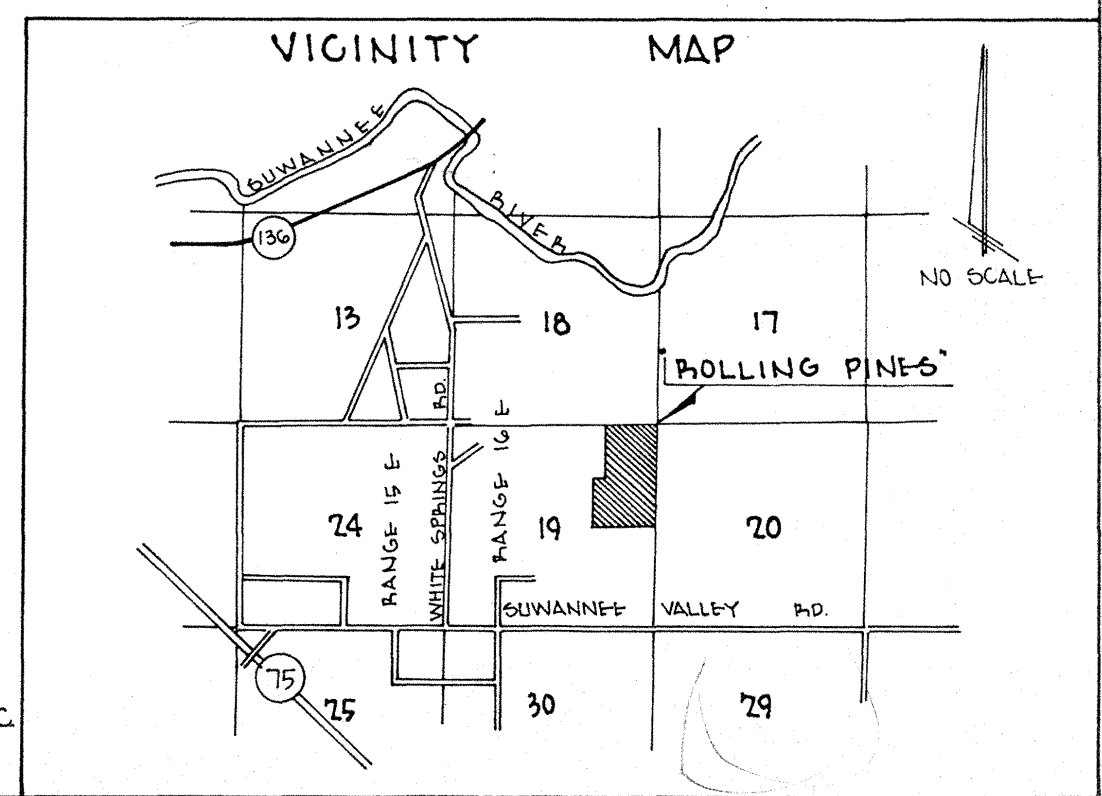 VICINITY MAP
SUWANNEE RIVER
136
NO SCALE
13
18
17
"ROLLING PINES"
WHITE SPRINGS RD.
RANGE 15 E
RANGE 16 E
24
19
20
SUWANNEE VALLEY RD.
75
25
30
29
C.